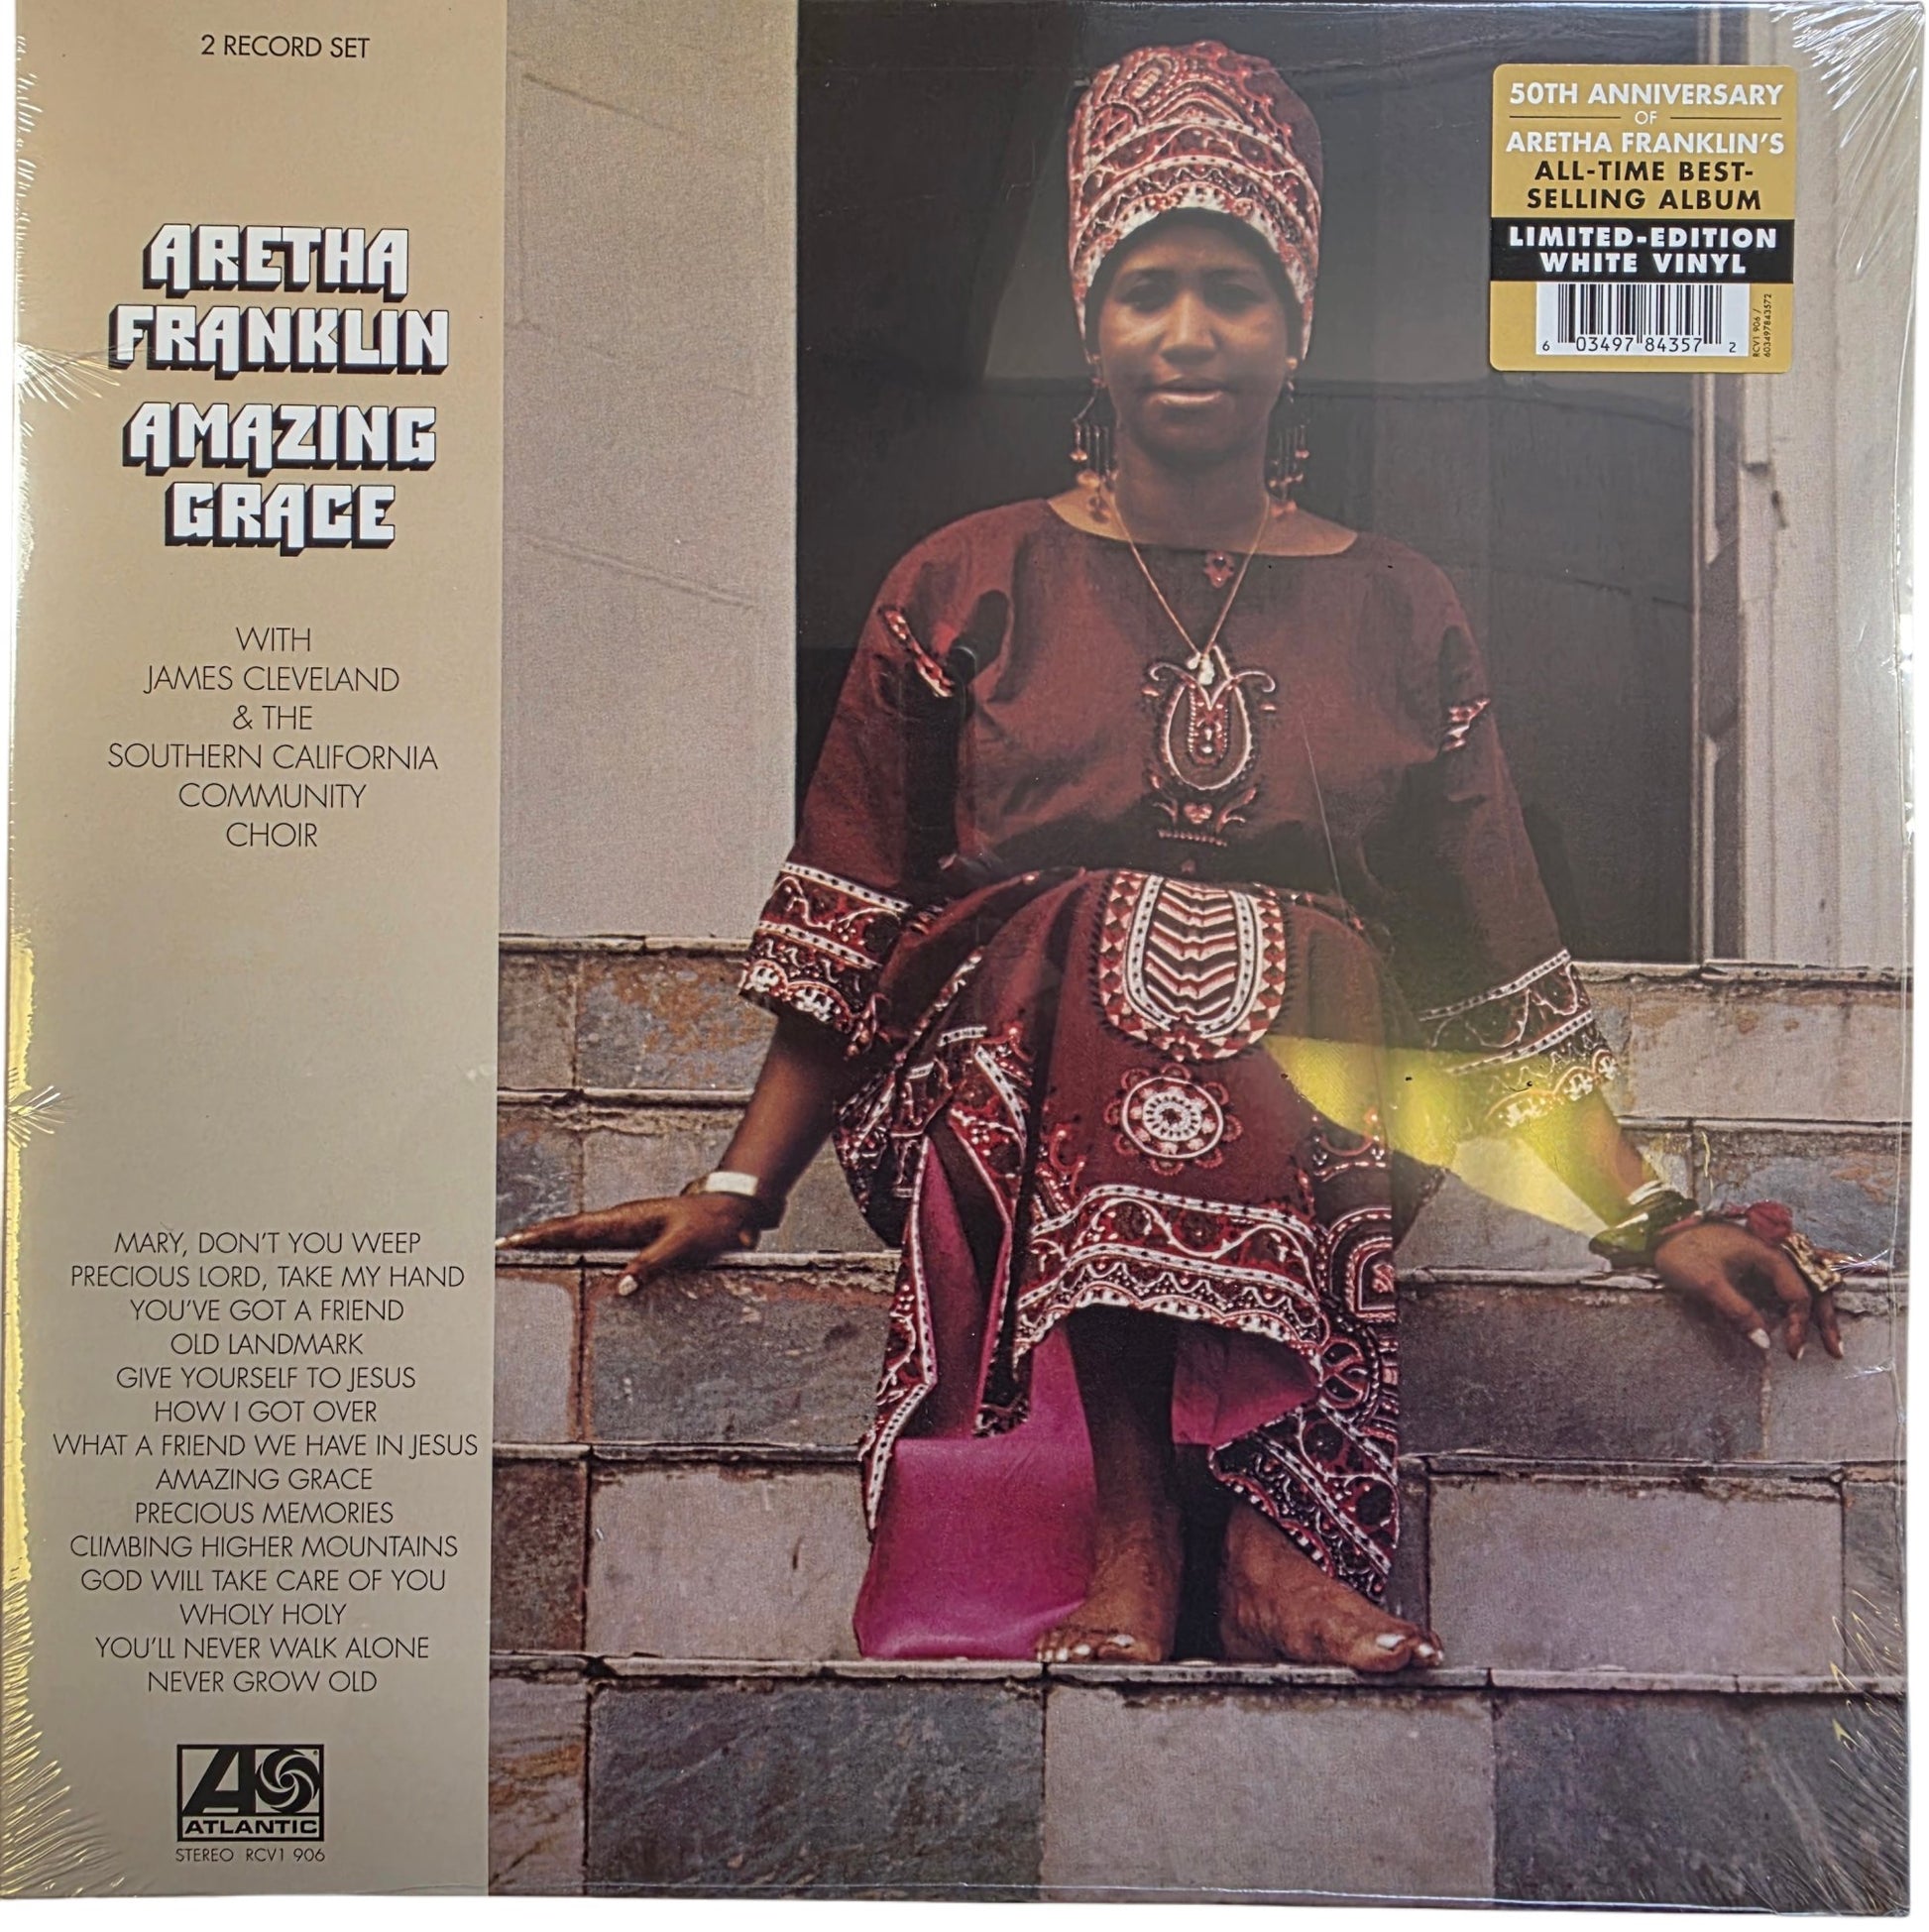 2 RECORD SET
ARETHA
FRANKLIN
AMAZING
GRACE
WITH
JAMES CLEVELAND
& THE
SOUTHERN CALIFORNIA
COMMUNITY
CHOIR
MARY, DON'T YOU WEEP
PRECIOUS LORD, TAKE MY HAND
YOU'VE GOT A FRIEND
OLD LANDMARK
GIVE YOURSELF TO JESUS
HOW I GOT OVER
WHAT A FRIEND WE HAVE IN JESUS
AMAZING GRACE
PRECIOUS MEMORIES
CLIMBING HIGHER MOUNTAINS
GOD WILL TAKE CARE OF YOU
WHOLY HOLY
YOU'LL NEVER WALK ALONE
NEVER GROW OLD
ATLANTIC
STEREO RCV1 906
50TH ANNIVERSARY
OF
ARETHA FRANKLIN'S
ALL-TIME BEST-
SELLING ALBUM
LIMITED-EDITION
WHITE VINYL
6 03497 84357 2
RCV1 906 /
603497843572